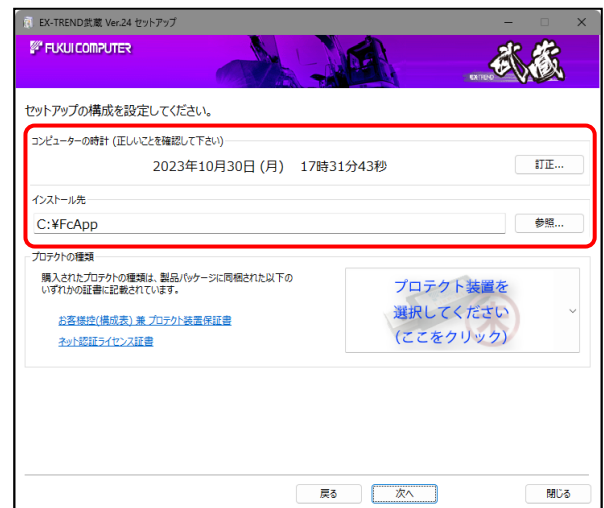 EX-TREND武蔵 Ver.24 セットアップ
FUKUI COMPUTER
EX-TREND 武蔵
セットアップの構成を設定してください。
コンピューターの時計 (正しいことを確認して下さい)
2023年10月30日 (月) 17時31分43秒
訂正...
インストール先
C:¥FcApp
参照...
プロテクトの種類
購入されたプロテクトの種類は、製品パッケージに同梱された以下の
いずれかの証書に記載されています。
お客様控(構成表) 兼 プロテクト装置保証書
ネット認証ライセンス証書
プロテクト装置を
選択してください
(ここをクリック)
戻る
次へ
閉じる